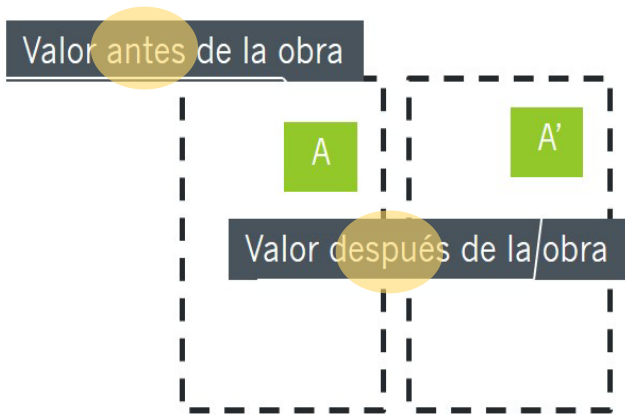 Valor antes de la obra
A
A’
Valor después de la obra